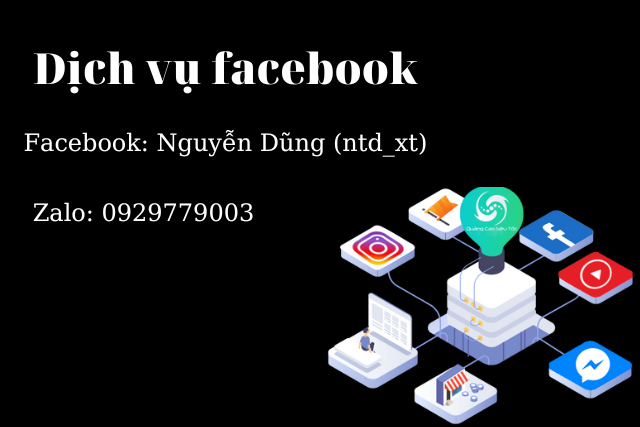 Dịch vụ facebook
Facebook: Nguyễn Dũng (ntd_xt)
Zalo: 0929779003